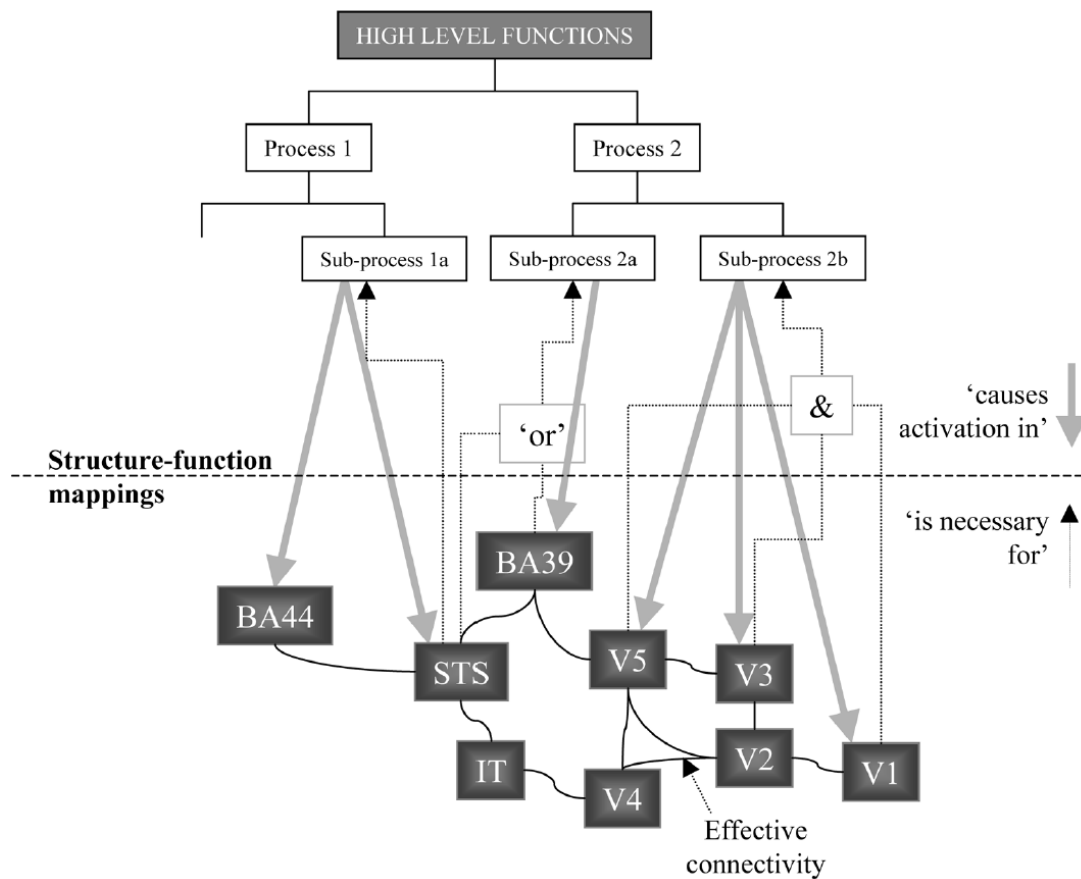 HIGH LEVEL FUNCTIONS
Process 1
Process 2
Sub-process 1a
Sub-process 2a
Sub-process 2b
‘causes
activation in’
&
‘or’
Structure-function
mappings
‘is necessary
for’
BA39
BA44
STS
V5
V3
IT
V4
V2
V1
Effective
connectivity